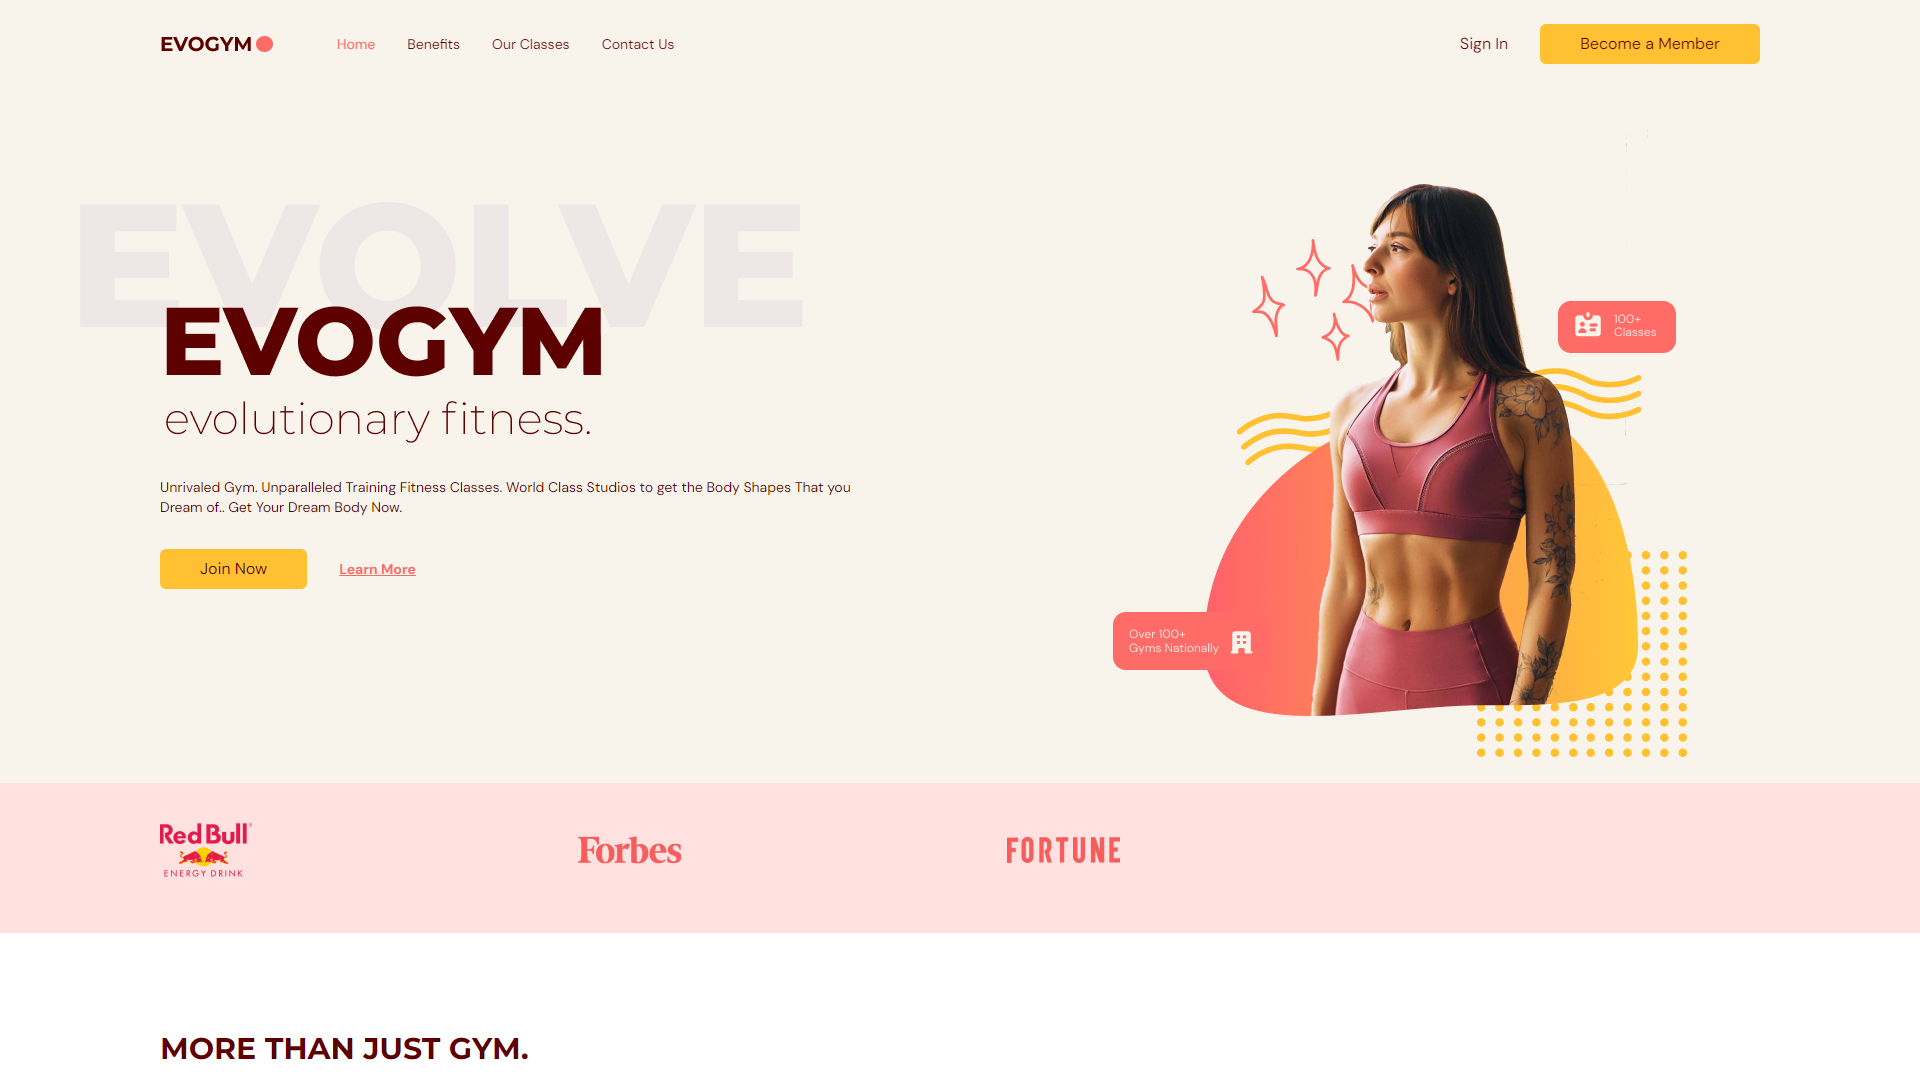 EVOGYM
Home
Benefits
Our Classes
Contact Us
Sign In
Become a Member
EVOLVE
EVOGYM
evolutionary fitness.
Unrivaled Gym. Unparalleled Training Fitness Classes. World Class Studios to get the Body Shapes That you
Dream of.. Get Your Dream Body Now.
Join Now
Learn More
100+
Classes
Over 100+
Gyms Nationally
Red Bull
ENERGY DRINK
Forbes
FORTUNE
MORE THAN JUST GYM.